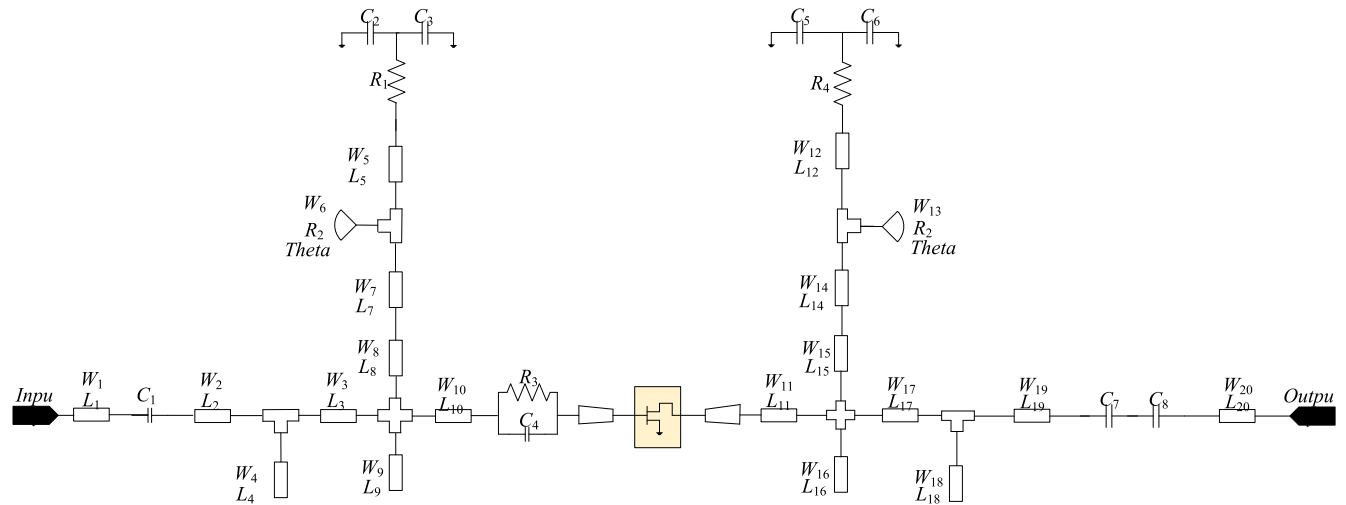 C2
C3
C5
C6
R1
R4
W5
L5
W12
L12
W6
R2
Theta
W13
R2
Theta
W7
L7
W14
L14
W8
L8
W15
L15
Inpu
W1
L1
C1
W2
L2
W3
L3
W10
L10
R3
C4
W11
L11
W17
L17
W19
L19
C7
C8
W20
L20
Outpu
W4
L4
W9
L9
W16
L16
W18
L18